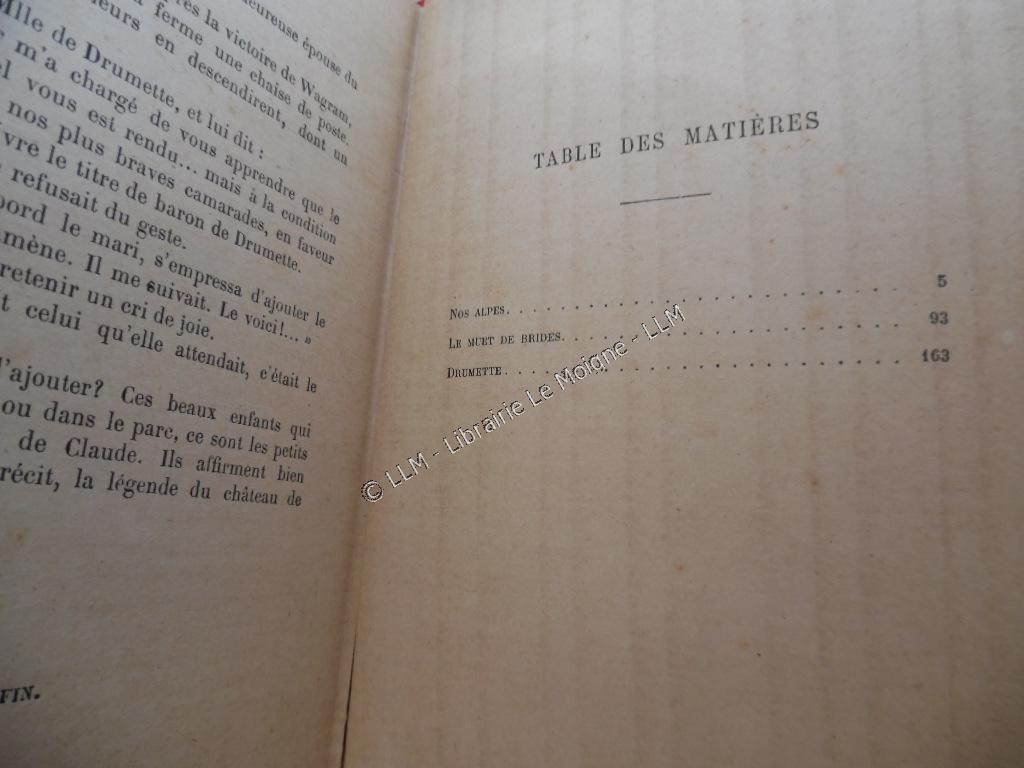 heureuse épouse du
la victoire de Wagram,
ferme une chaise de poste.
en descendirent, dont un
Mlle de Drumette, et lui dit :
m'a chargé de vous apprendre que le
vous est rendu... mais à la condition
nos plus braves camarades, en faveur
le titre de baron de Drumette.
refusait du geste.
le mari, s'empressa d'ajouter le
Il me suivait. Le voici!... »
retenir un cri de joie.
celui qu'elle attendait, c'était le
d'ajouter? Ces beaux enfants qui
ou dans le parc, ce sont les petits
de Claude. Ils affirment bien
récit, la légende du château de
FIN.
TABLE DES MATIÈRES
NOS ALPES. . . . . . . . . . . . . . . . . . . . . . 5
LE MUET DE BRIDES. . . . . . . . . . . . . . . . . . 93
DRUMETTE . . . . . . . . . . . . . . . . . . . . . . 163
© LLM - Librairie Le Moigne - LLM